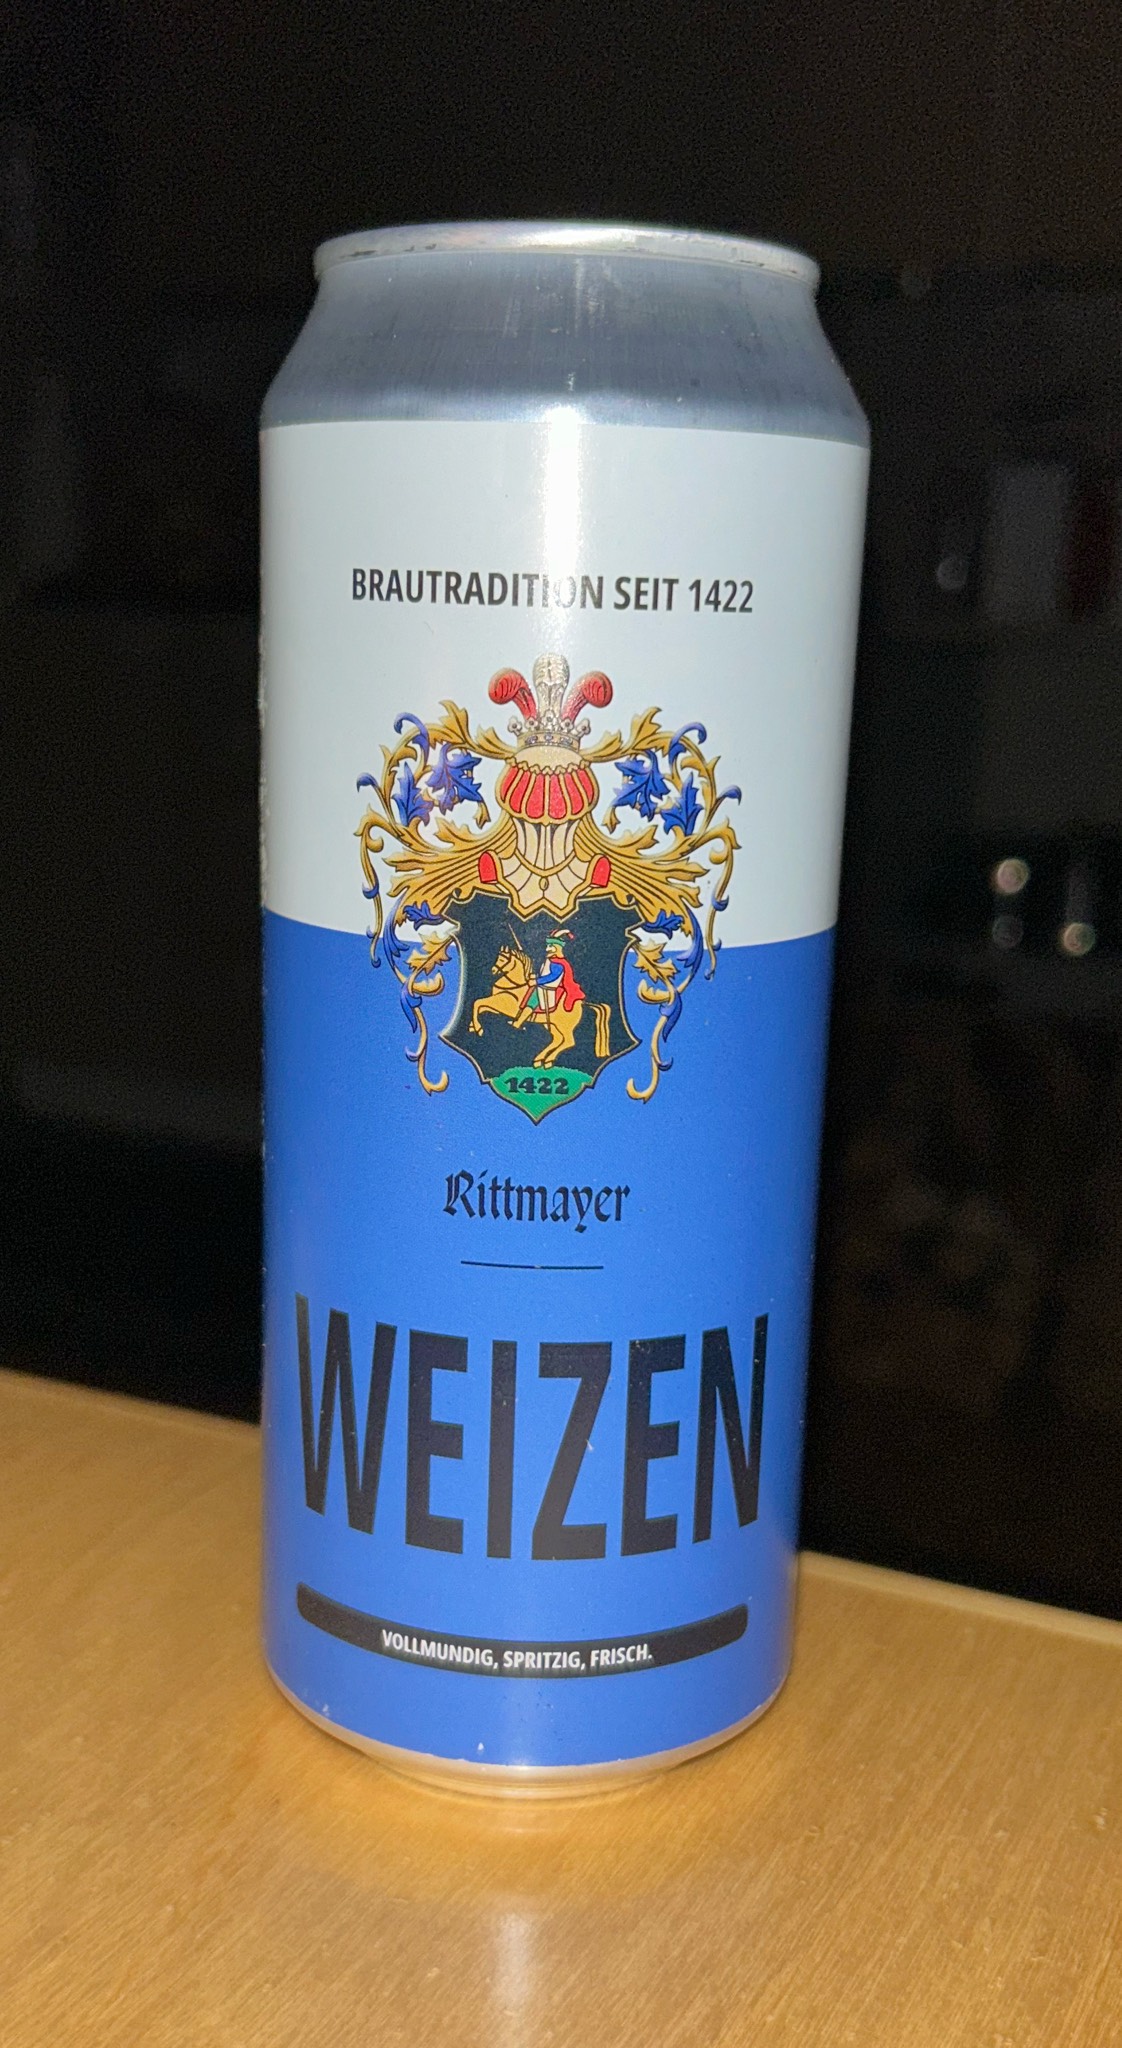 BRAUTRADITION SEIT 1422
1422
Rittmayer
WEIZEN
VOLLMUNDIG, SPRITZIG, FRISCH.